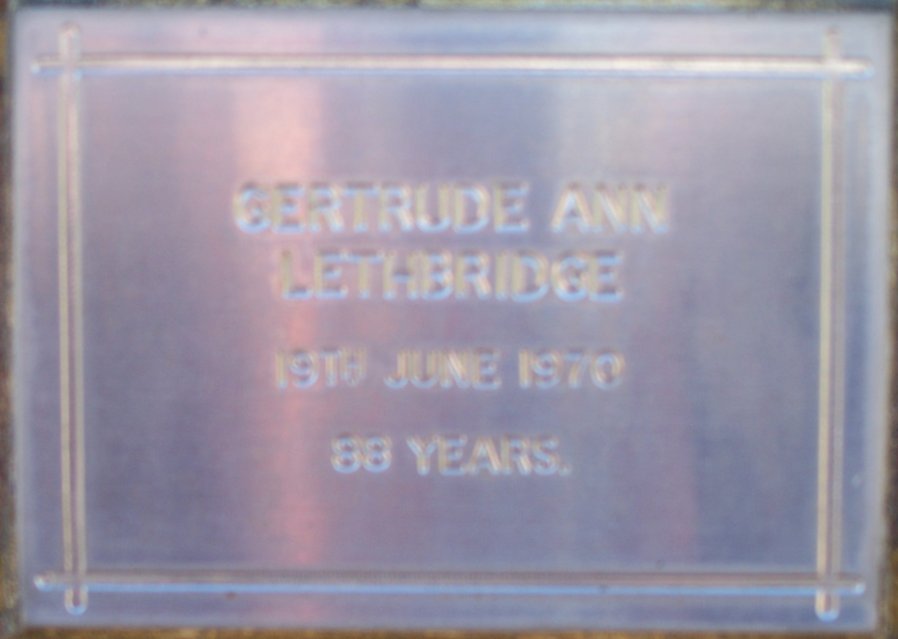 GERTRUDE ANN
LETHBRIDGE
19TH JUNE 1970
88 YEARS.